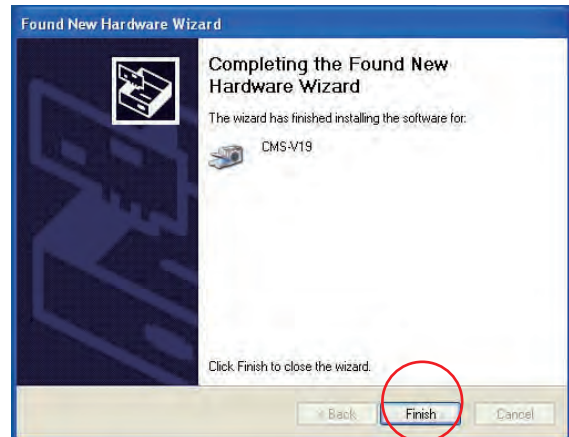 Found New Hardware Wizard
Completing the Found New
Hardware Wizard
The wizard has finished installing the software for:
CMS-V19
Click Finish to close the wizard.
< Back
Finish
Cancel